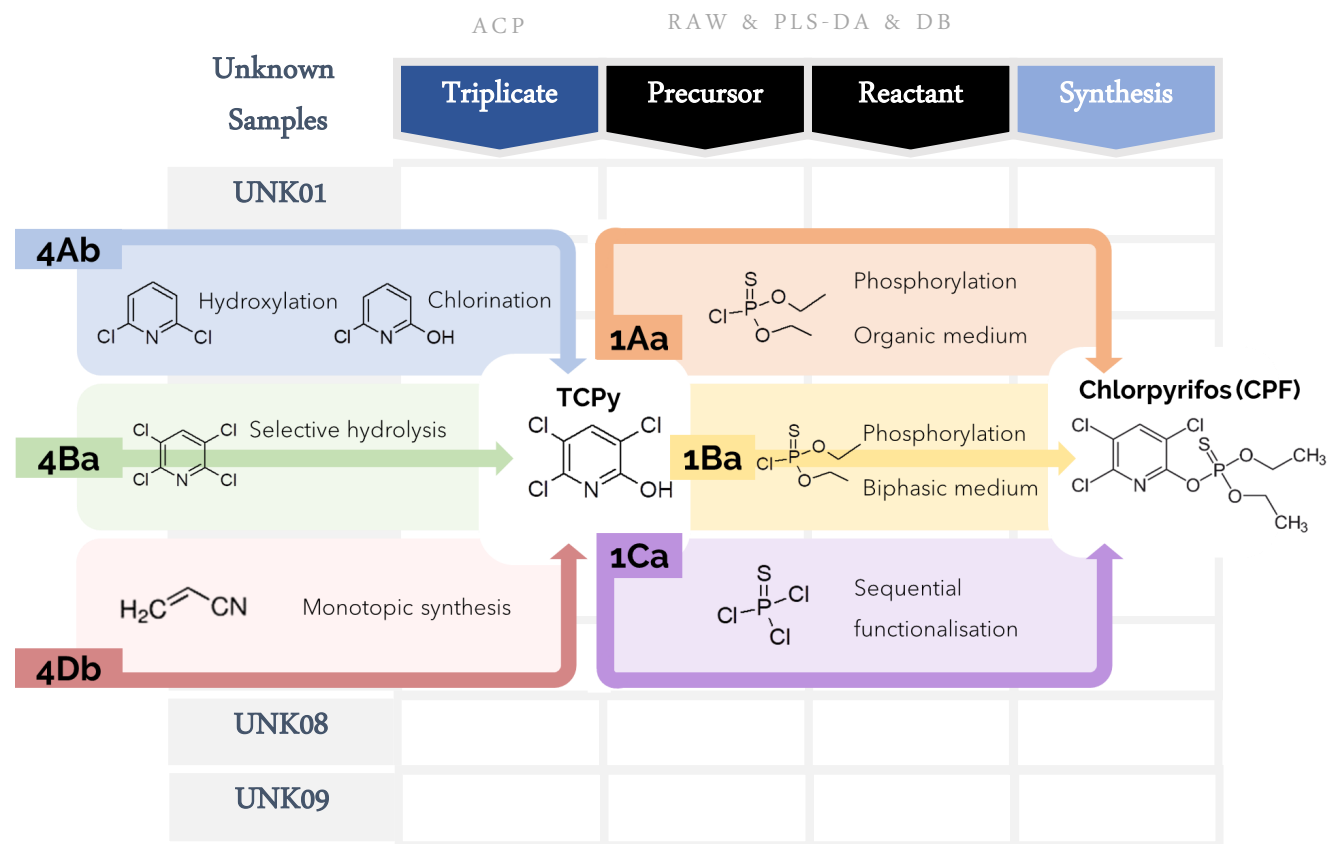 ACP
RAW & PLS-DA & DB
Unknown
Samples
Triplicate
Precursor
Reactant
Synthesis
UNK01
4Ab
Cl
N
Cl
Hydroxylation
Cl
N
OH
Chlorination
1Aa
S
Cl
P
O
O
Phosphorylation
Organic medium
4Ba
Cl
Cl
Cl
Cl
N
Selective hydrolysis
TCPy
Cl
Cl
Cl
N
OH
1Ba
S
Cl
P
O
O
Phosphorylation
Biphasic medium
Chlorpyrifos (CPF)
Cl
Cl
Cl
N
O
S
P
O
O
CH3
CH3
4Db
H2C
CN
Monotopic synthesis
1Ca
S
Cl
P
Cl
Cl
Sequential
functionalisation
UNK08
UNK09